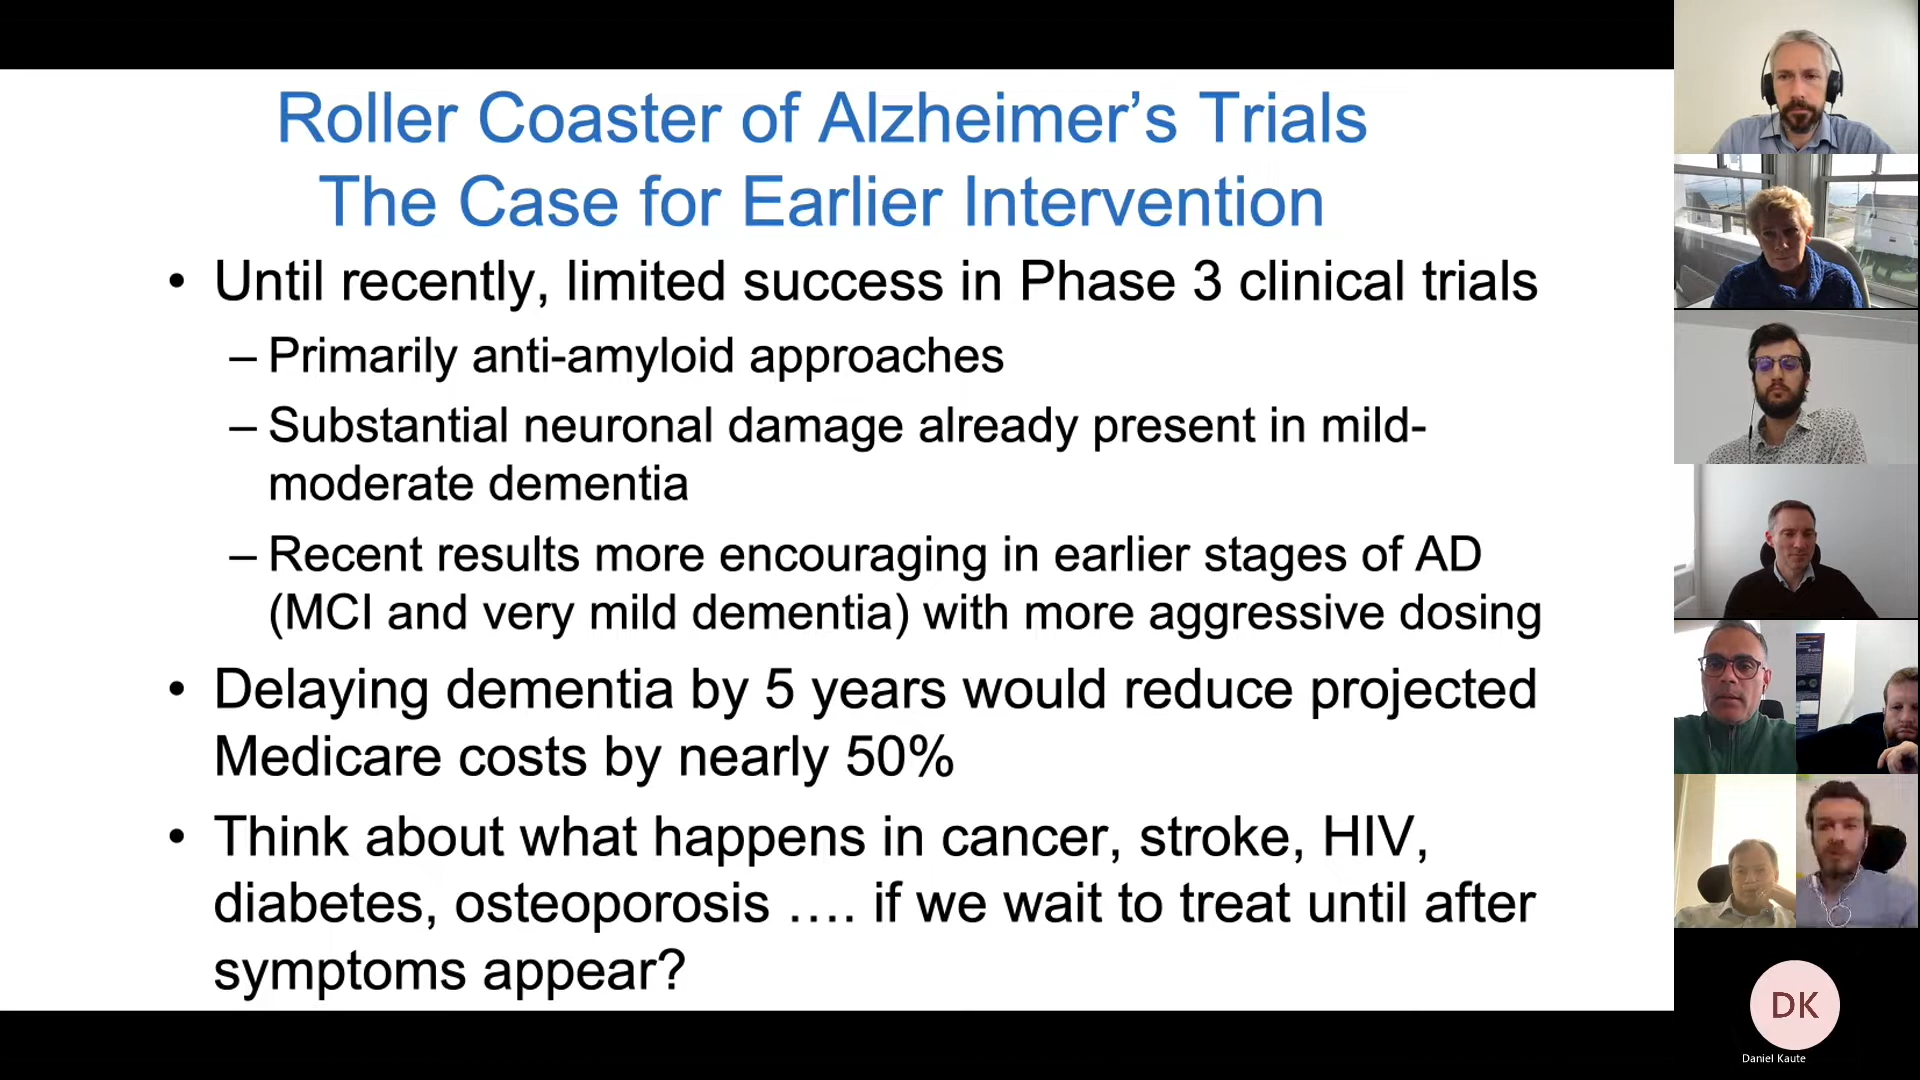 Roller Coaster of Alzheimer’s Trials
The Case for Earlier Intervention
• Until recently, limited success in Phase 3 clinical trials
– Primarily anti-amyloid approaches
– Substantial neuronal damage already present in mild-
moderate dementia
– Recent results more encouraging in earlier stages of AD
(MCI and very mild dementia) with more aggressive dosing
• Delaying dementia by 5 years would reduce projected
Medicare costs by nearly 50%
• Think about what happens in cancer, stroke, HIV,
diabetes, osteoporosis …. if we wait to treat until after
symptoms appear?
DK
Daniel Kaute